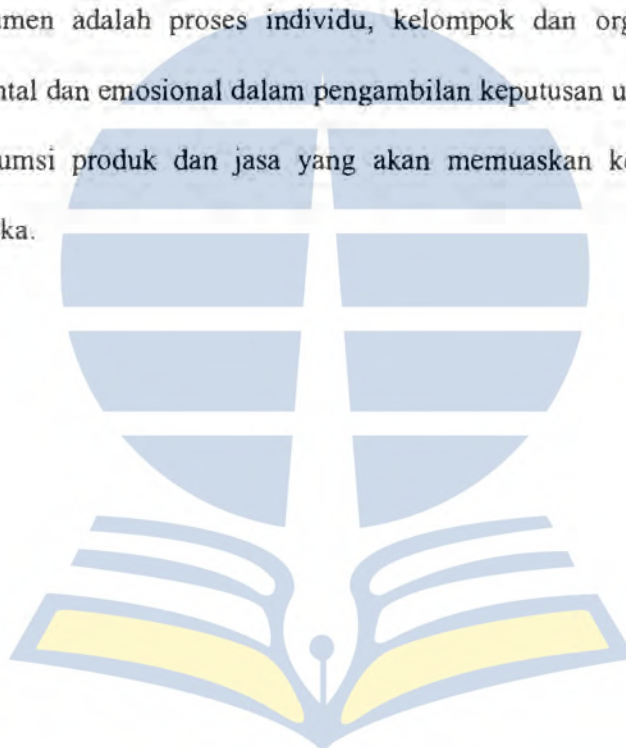 umen adalah proses individu, kelompok dan org
ntal dan emosional dalam pengambilan keputusan u
umsi produk dan jasa yang akan memuaskan ke
ka.